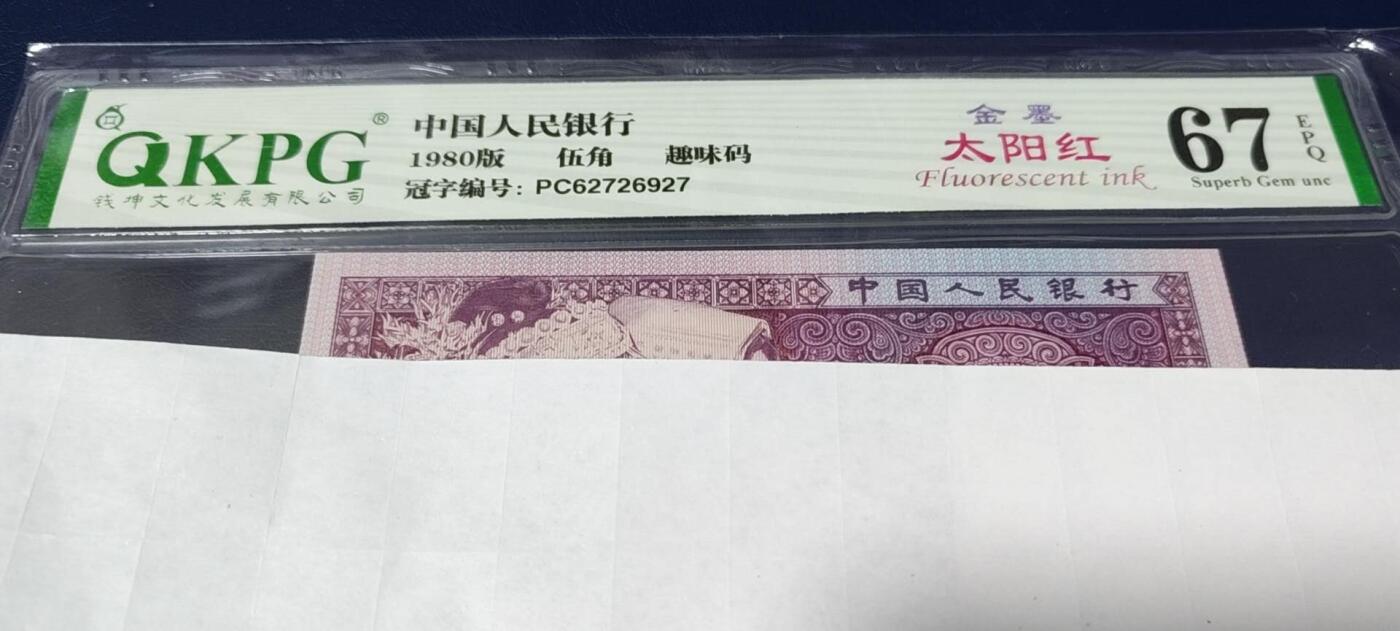 QKPG®
钱坤文化发展有限公司
中国人民银行
1980版 伍角 趣味码
冠字编号: PC62726927
金墨
太阳红
Fluorescent ink
67
EPQ
Superb Gem unc
中国人民银行